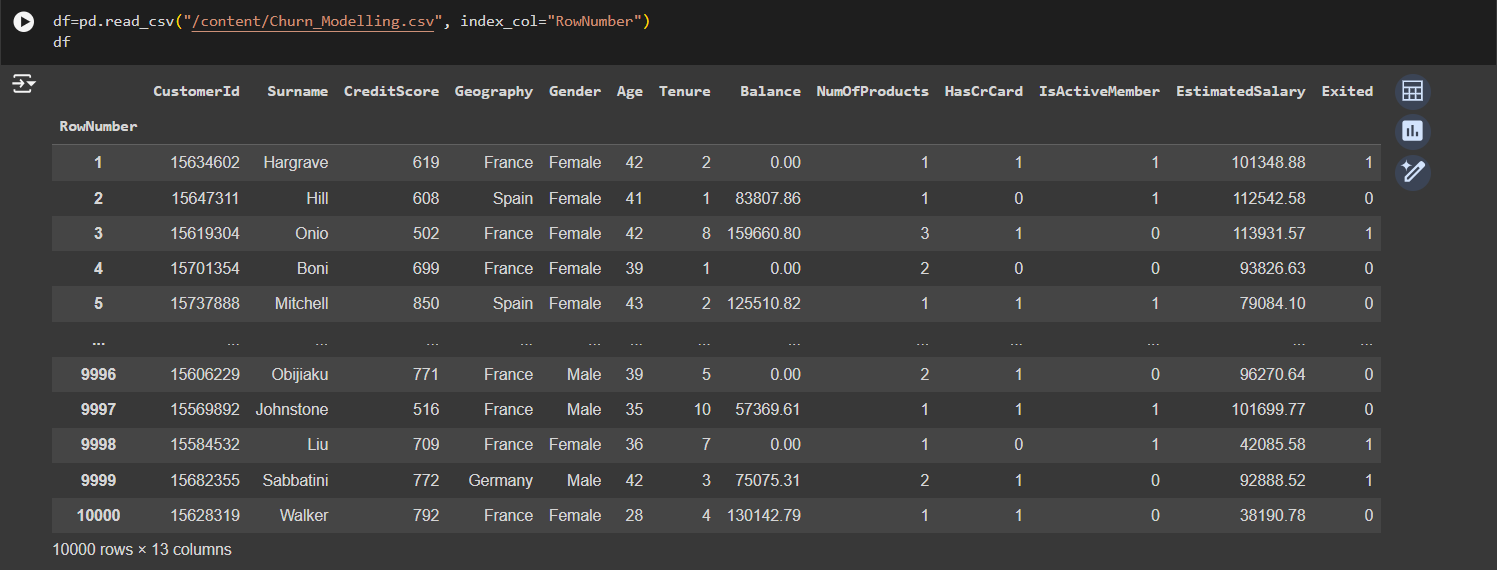 df=pd.read_csv("/content/Churn_Modelling.csv", index_col="RowNumber")
df
CustomerId Surname CreditScore Geography Gender Age Tenure Balance NumOfProducts HasCrCard IsActiveMember EstimatedSalary Exited
RowNumber
1 15634602 Hargrave 619 France Female 42 2 0.00 1 1 1 101348.88 1
2 15647311 Hill 608 Spain Female 41 1 83807.86 1 0 1 112542.58 0
3 15619304 Onio 502 France Female 42 8 159660.80 3 1 0 113931.57 1
4 15701354 Boni 699 France Female 39 1 0.00 2 0 0 93826.63 0
5 15737888 Mitchell 850 Spain Female 43 2 125510.82 1 1 1 79084.10 0
... ... ... ... ... ... ... ... ... ... ... ... ... ...
9996 15606229 Obijiaku 771 France Male 39 5 0.00 2 1 0 96270.64 0
9997 15569892 Johnstone 516 France Male 35 10 57369.61 1 1 1 101699.77 0
9998 15584532 Liu 709 France Female 36 7 0.00 1 0 1 42085.58 1
9999 15682355 Sabbatini 772 Germany Male 42 3 75075.31 2 1 0 92888.52 1
10000 15628319 Walker 792 France Female 28 4 130142.79 1 1 0 38190.78 0
10000 rows × 13 columns